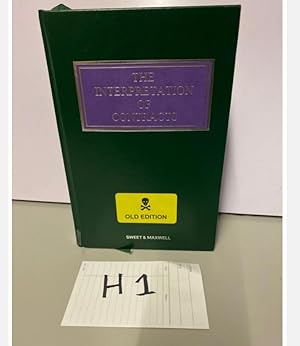 THE
INTERPRETATION
OF
CONTRACTS
OLD EDITION
SWEET & MAXWELL
H1